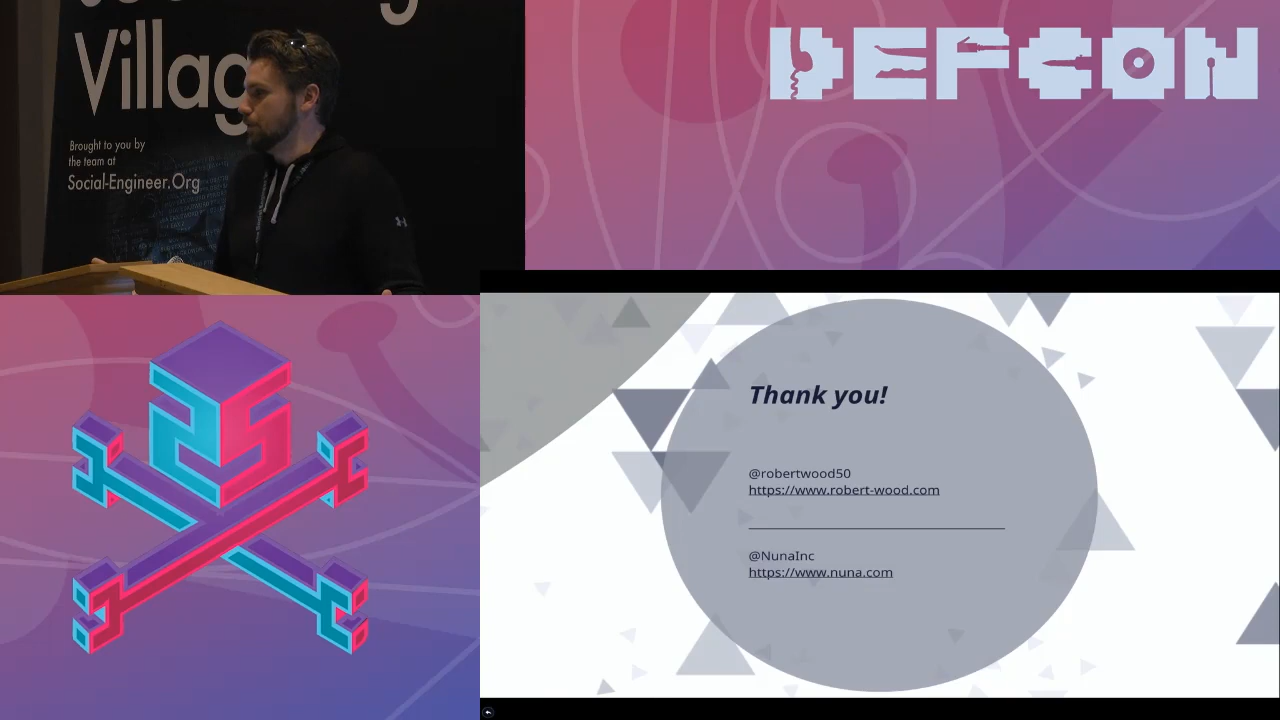 Village
Brought to you by
the team at
Social-Engineer.Org
DEFCON
Thank you!
@robertwood50
https://www.robert-wood.com
@NunaInc
https://www.nuna.com